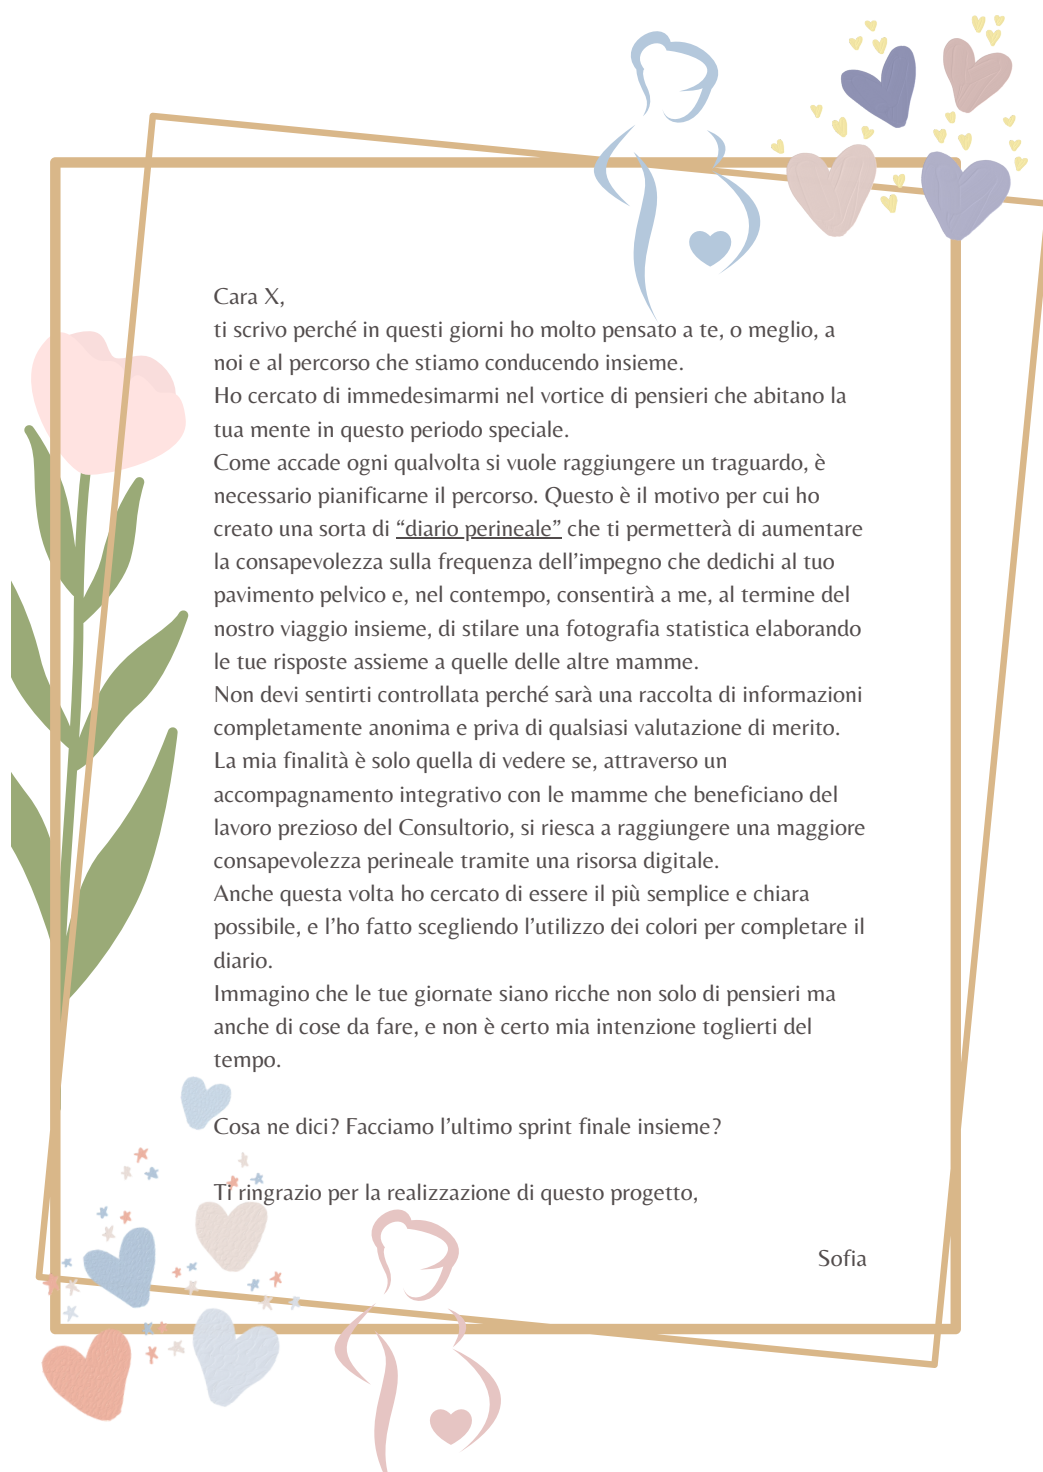 Cara X,
ti scrivo perché in questi giorni ho molto pensato a te, o meglio, a
noi e al percorso che stiamo conducendo insieme.
Ho cercato di immedesimarmi nel vortice di pensieri che abitano la
tua mente in questo periodo speciale.
Come accade ogni qualvolta si vuole raggiungere un traguardo, è
necessario pianificarne il percorso. Questo è il motivo per cui ho
creato una sorta di “diario perineale” che ti permetterà di aumentare
la consapevolezza sulla frequenza dell’impegno che dedichi al tuo
pavimento pelvico e, nel contempo, consentirà a me, al termine del
nostro viaggio insieme, di stilare una fotografia statistica elaborando
le tue risposte assieme a quelle delle altre mamme.
Non devi sentirti controllata perché sarà una raccolta di informazioni
completamente anonima e priva di qualsiasi valutazione di merito.
La mia finalità è solo quella di vedere se, attraverso un
accompagnamento integrativo con le mamme che beneficiano del
lavoro prezioso del Consultorio, si riesca a raggiungere una maggiore
consapevolezza perineale tramite una risorsa digitale.
Anche questa volta ho cercato di essere il più semplice e chiara
possibile, e l’ho fatto scegliendo l’utilizzo dei colori per completare il
diario.
Immagino che le tue giornate siano ricche non solo di pensieri ma
anche di cose da fare, e non è certo mia intenzione toglierti del
tempo.
Cosa ne dici? Facciamo l’ultimo sprint finale insieme?
Ti ringrazio per la realizzazione di questo progetto,
Sofia